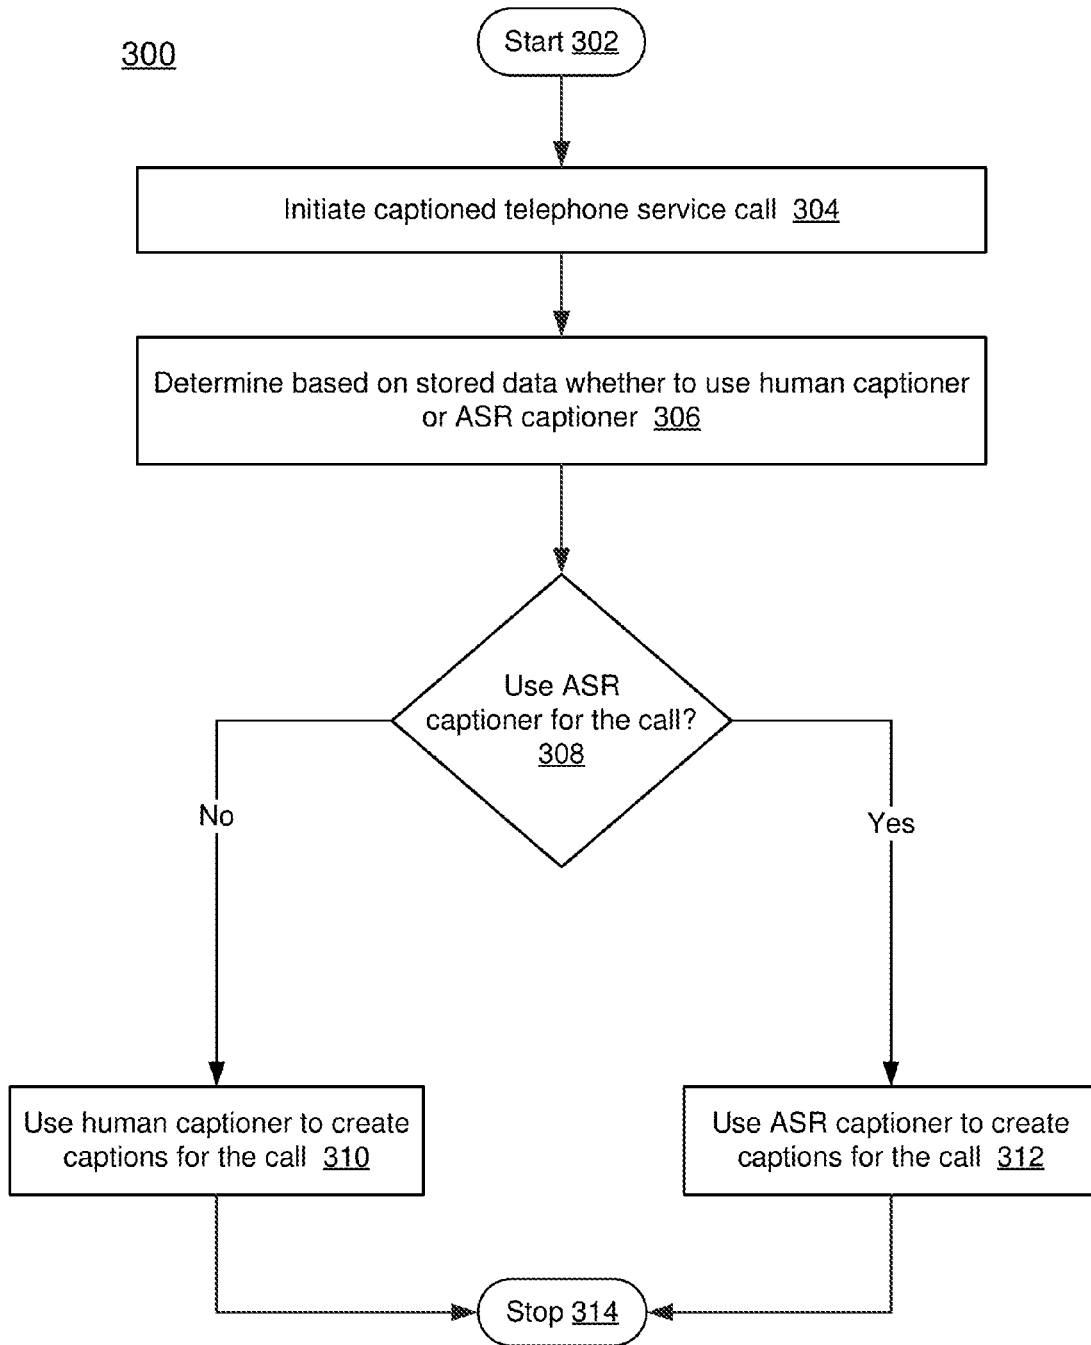 300
Start 302
Initiate captioned telephone service call 304
Determine based on stored data whether to use human captioner
or ASR captioner 306
Use ASR
captioner for the call?
308
No
Yes
Use human captioner to create
captions for the call 310
Use ASR captioner to create
captions for the call 312
Stop 314